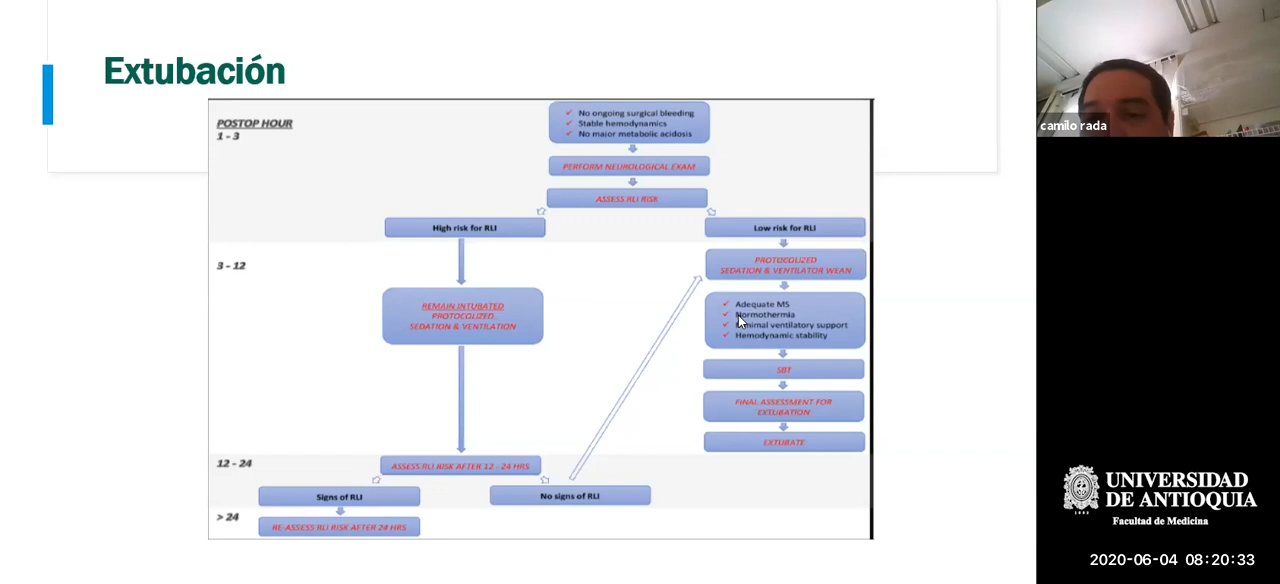 Extubación
POSTOP HOUR
1 - 3
No ongoing surgical bleeding
Stable hemodynamics
No major metabolic acidosis
PERFORM NEUROLOGICAL EXAM
ASSESS RLI RISK
High risk for RLI
Low risk for RLI
3 - 12
PROTOCOLIZED
SEDATION & VENTILATOR WEAN
REMAIN INTUBATED
PROTOCOLIZED
SEDATION & VENTILATION
Adequate MS
Normothermia
Minimal ventilatory support
Hemodynamic stability
SBT
FINAL ASSESSMENT FOR
EXTUBATION
EXTUBATE
12 - 24
ASSESS RLI RISK AFTER 12 - 24 HRS
Signs of RLI
No signs of RLI
> 24
RE-ASSESS RLI RISK AFTER 24 HRS
camilo rada
UNIVERSIDAD
DE ANTIOQUIA
1803
Facultad de Medicina
2020-06-04 08:20:33